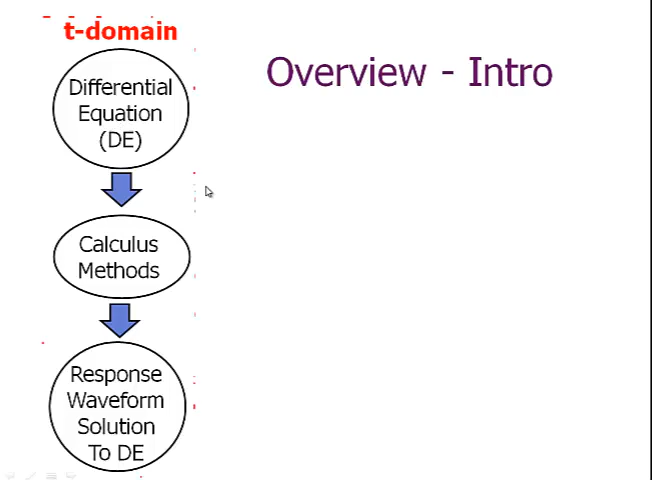 t-domain
Overview - Intro
Differential
Equation
(DE)
Calculus
Methods
Response
Waveform
Solution
To DE